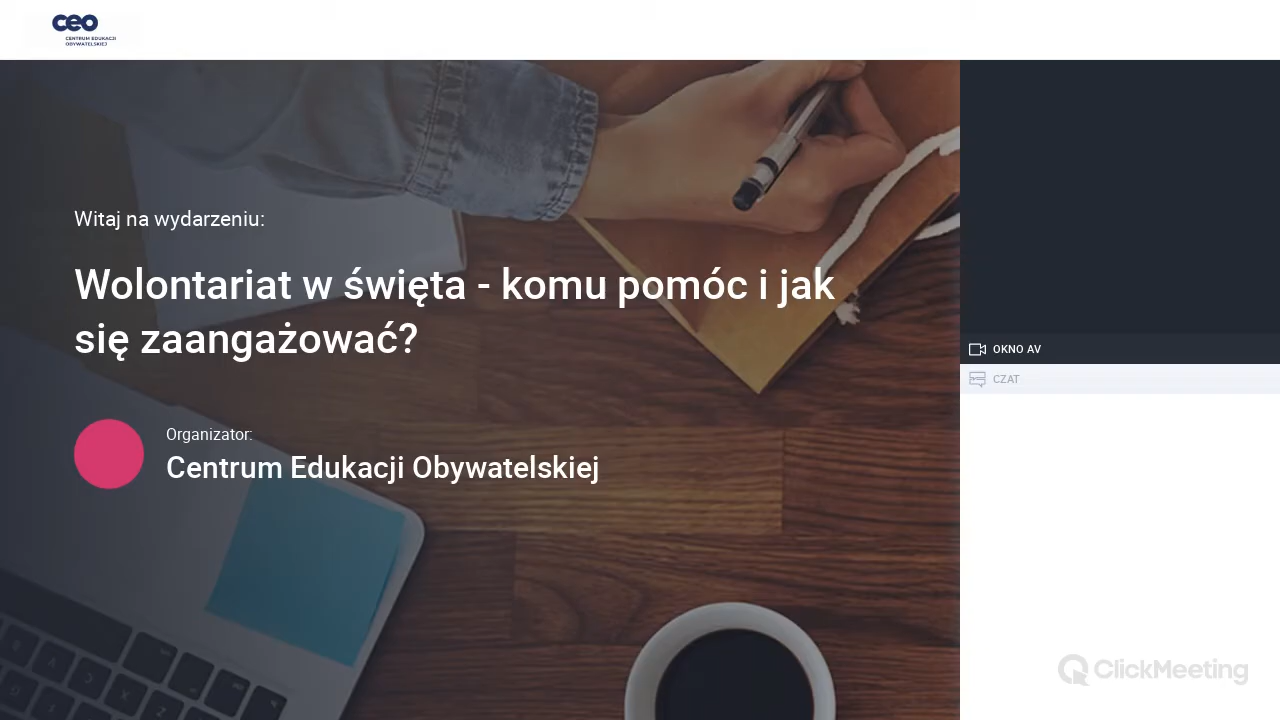 ceo
CENTRUM EDUKACJI
OBYWATELSKIEJ
Witaj na wydarzeniu:
Wolontariat w święta - komu pomóc i jak
się zaangażować?
Organizator:
Centrum Edukacji Obywatelskiej
OKNO AV
CZAT
ClickMeeting